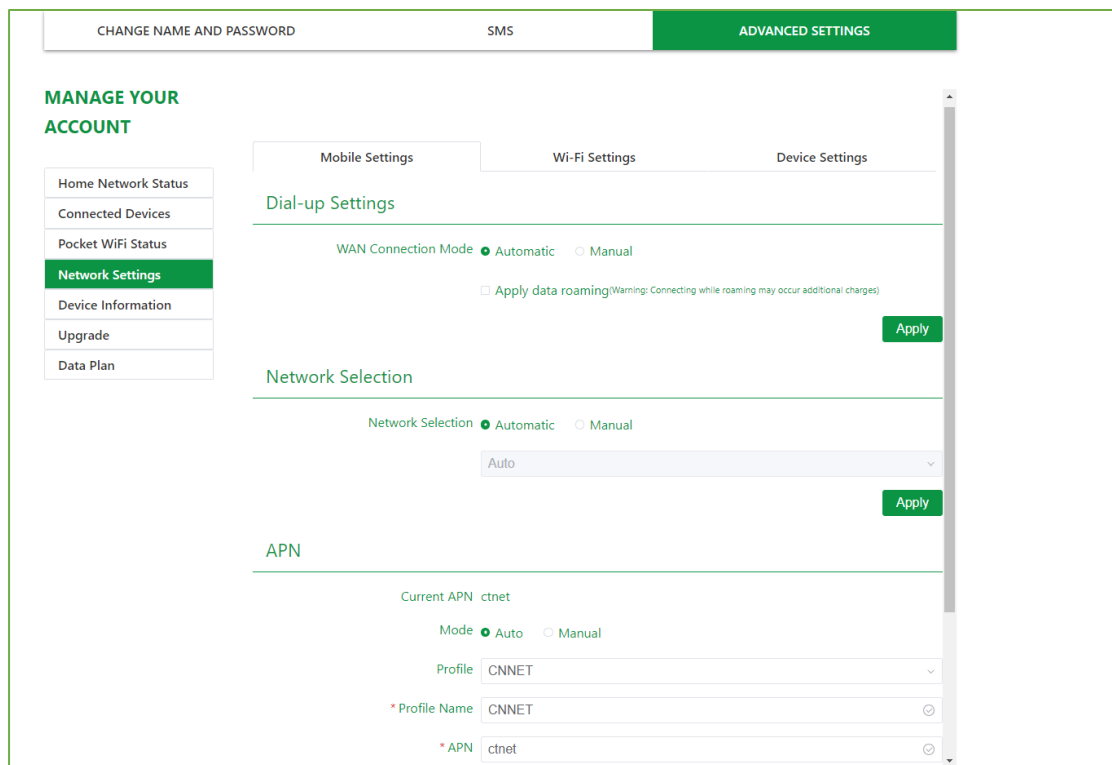 CHANGE NAME AND PASSWORD
SMS
ADVANCED SETTINGS
MANAGE YOUR
ACCOUNT
Home Network Status
Connected Devices
Pocket WiFi Status
Network Settings
Device Information
Upgrade
Data Plan
Mobile Settings
Wi-Fi Settings
Device Settings
Dial-up Settings
WAN Connection Mode Automatic Manual
Apply data roaming(Warning: Connecting while roaming may occur additional charges)
Apply
Network Selection
Network Selection Automatic Manual
Auto
Apply
APN
Current APN ctnet
Mode Auto Manual
Profile CNNET
* Profile Name CNNET
* APN ctnet